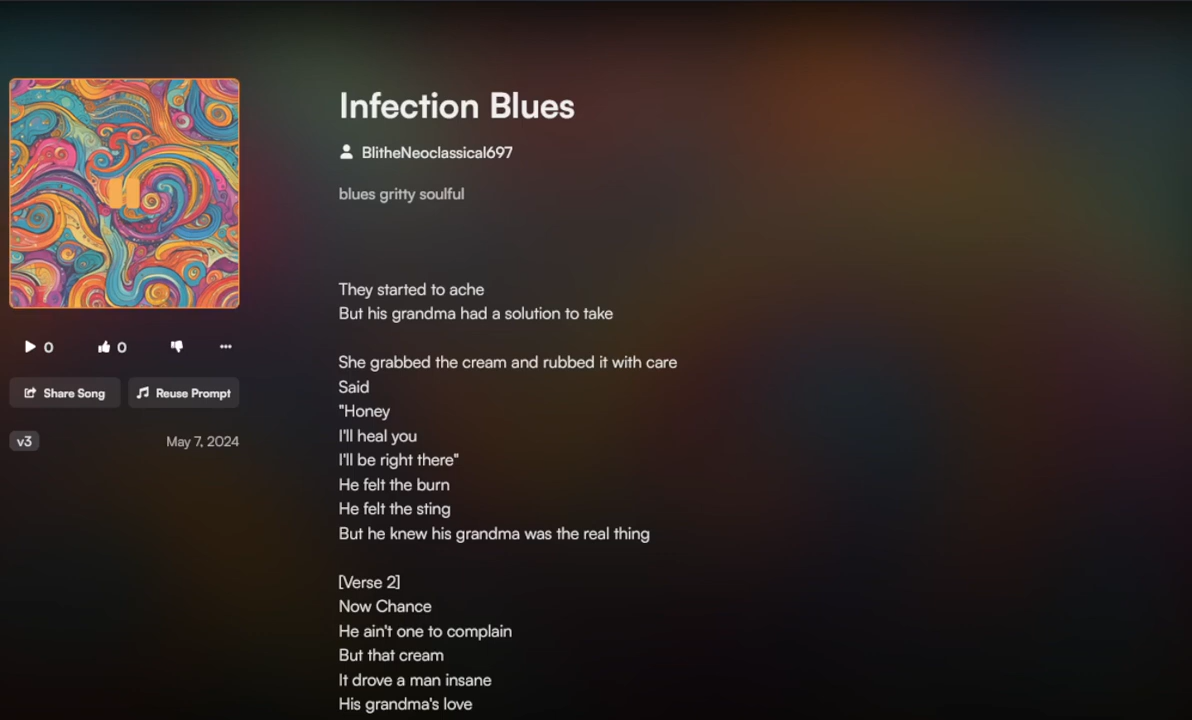 Infection Blues
BlitheNeoclassical697
blues gritty soulful
They started to ache
But his grandma had a solution to take
She grabbed the cream and rubbed it with care
Said
"Honey
I'll heal you
I'll be right there"
He felt the burn
He felt the sting
But he knew his grandma was the real thing
[Verse 2]
Now Chance
He ain't one to complain
But that cream
It drove a man insane
His grandma's love
0 0
Share Song Reuse Prompt
v3 May 7, 2024